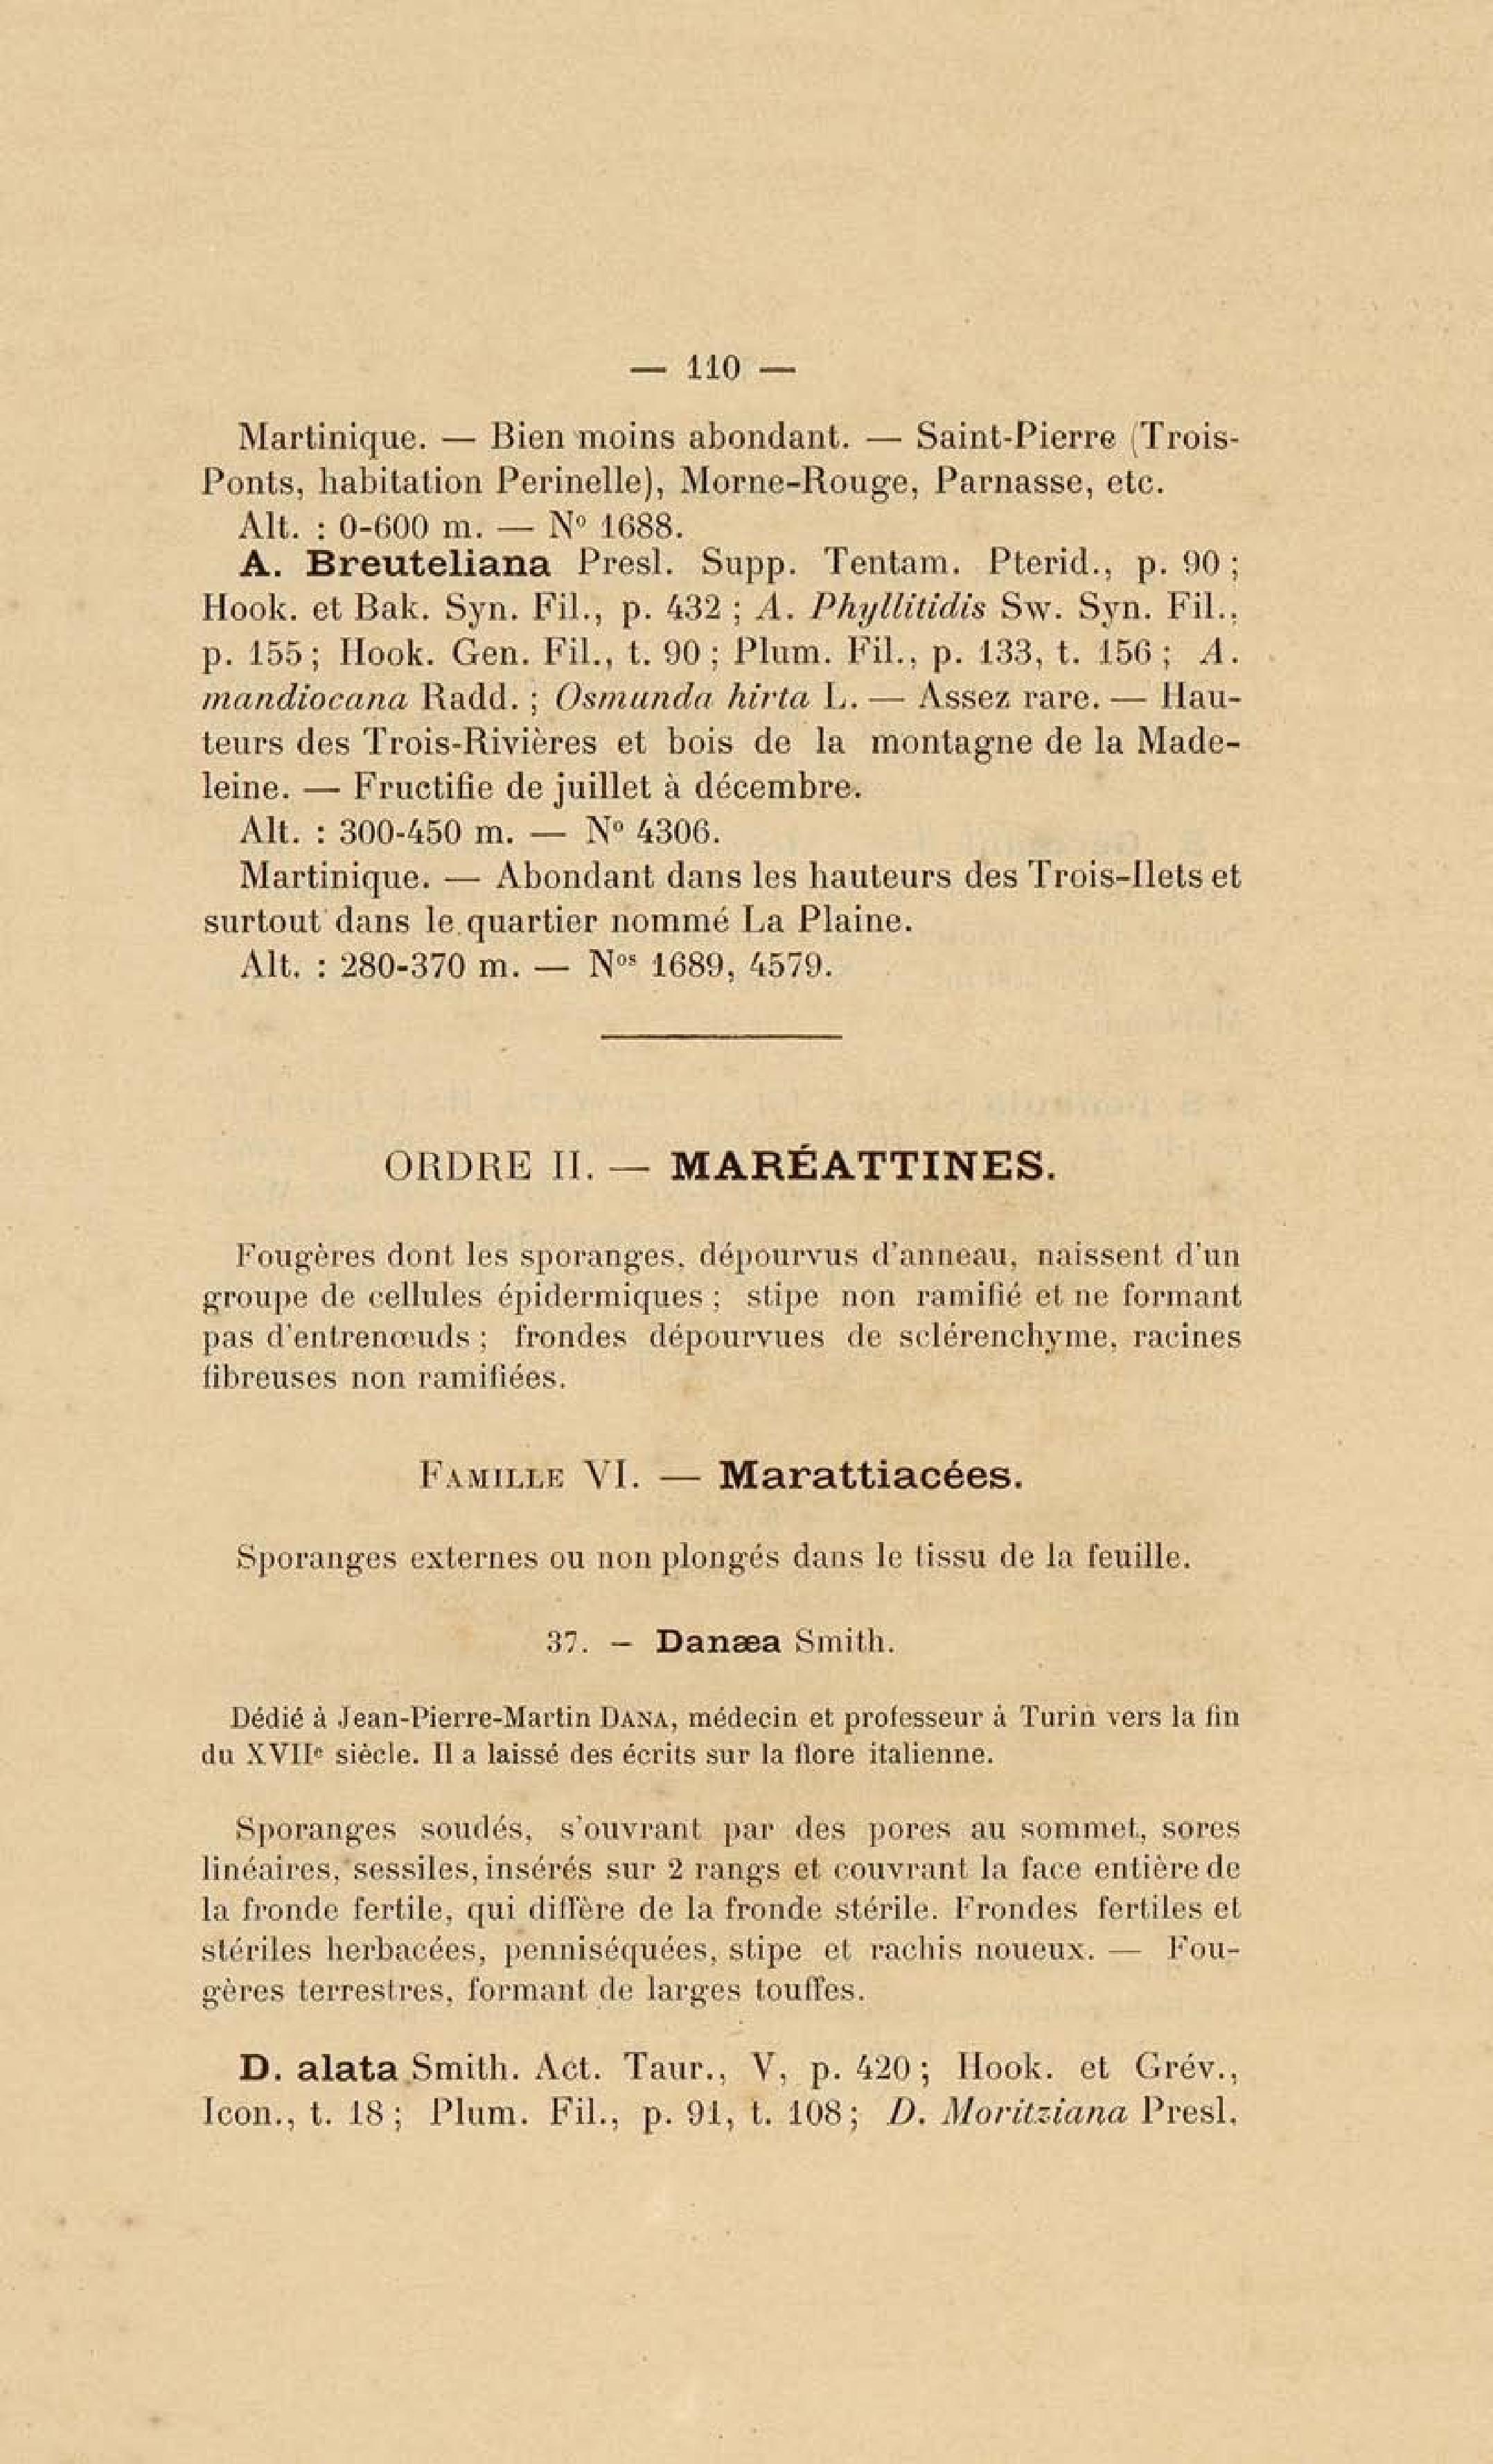 — 110 —
Martinique. — Bien moins abondant. — Saint-Pierre (Trois-
Ponts, habitation Perinelle), Morne-Rouge, Parnasse, etc.
Alt. : 0-600 m. — Nº 1688.
A. Breuteliana Presl. Supp. Tentam. Pterid., p. 90 ;
Hook. et Bak. Syn. Fil., p. 432 ; A. Phyllitidis Sw. Syn. Fil.,
p. 155 ; Hook. Gen. Fil., t. 90 ; Plum. Fil., p. 133, t. 156 ; A.
mandiocana Radd. ; Osmunda hirta L. — Assez rare. — Hau-
teurs des Trois-Rivières et bois de la montagne de la Made-
leine. — Fructifie de juillet à décembre.
Alt. : 300-450 m. — Nº 4306.
Martinique. — Abondant dans les hauteurs des Trois-Ilets et
surtout dans le quartier nommé La Plaine.
Alt. : 280-370 m. — Nos 1689, 4579.
ORDRE II. — MARÉATTINES.
Fougères dont les sporanges, dépourvus d'anneau, naissent d'un
groupe de cellules épidermiques ; stipe non ramifié et ne formant
pas d'entrenœuds ; frondes dépourvues de sclérenchyme, racines
fibreuses non ramifiées.
FAMILLE VI. — Marattiacées.
Sporanges externes ou non plongés dans le tissu de la feuille.
37. — Danæa Smith.
Dédié à Jean-Pierre-Martin DANA, médecin et professeur à Turin vers la fin
du XVIIe siècle. Il a laissé des écrits sur la flore italienne.
Sporanges soudés, s'ouvrant par des pores au sommet, sores
linéaires, sessiles, insérés sur 2 rangs et couvrant la face entière de
la fronde fertile, qui diffère de la fronde stérile. Frondes fertiles et
stériles herbacées, penniséquées, stipe et rachis noueux. — Fou-
gères terrestres, formant de larges touffes.
D. alata Smith. Act. Taur., V, p. 420 ; Hook. et Grév.,
Icon., t. 18 ; Plum. Fil., p. 91, t. 108 ; D. Moritziana Presl.